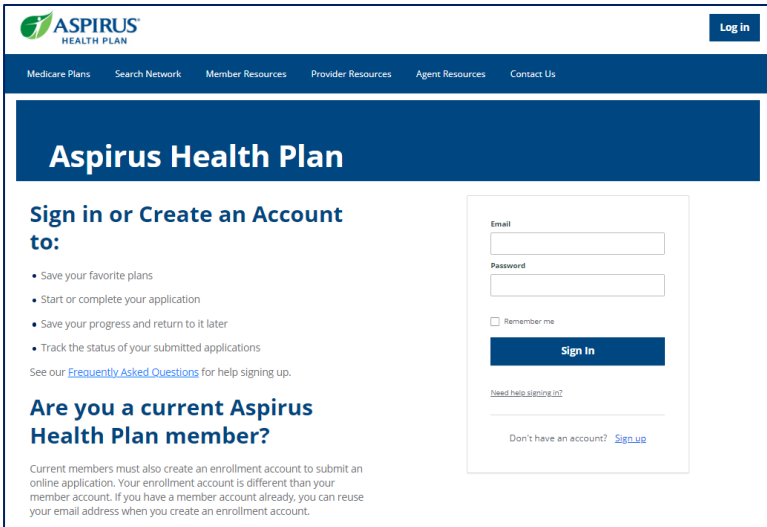 ASPIRUS®
HEALTH PLAN
Log in
Medicare Plans Search Network Member Resources Provider Resources Agent Resources Contact Us
Aspirus Health Plan
Sign in or Create an Account
to:
• Save your favorite plans
• Start or complete your application
• Save your progress and return to it later
• Track the status of your submitted applications
See our Frequently Asked Questions for help signing up.
Are you a current Aspirus
Health Plan member?
Current members must also create an enrollment account to submit an
online application. Your enrollment account is different than your
member account. If you have a member account already, you can reuse
your email address when you create an enrollment account.
Email
Password
Remember me
Sign In
Need help signing in?
Don't have an account? Sign up